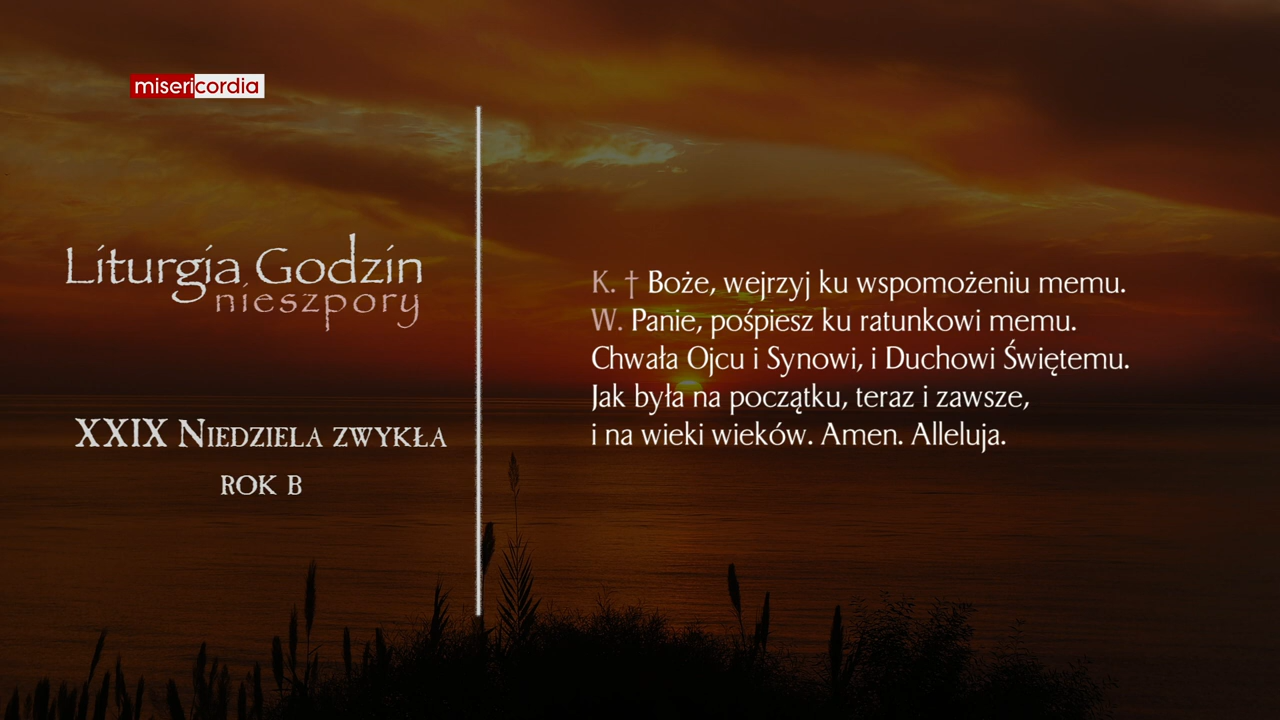 misericordia
Liturgia Godzin
nieszpory
XXIX Niedziela zwykła
rok B
K. † Boże, wejrzyj ku wspomożeniu memu.
W. Panie, pośpiesz ku ratunkowi memu.
Chwała Ojcu i Synowi, i Duchowi Świętemu.
Jak była na początku, teraz i zawsze,
i na wieki wieków. Amen. Alleluja.